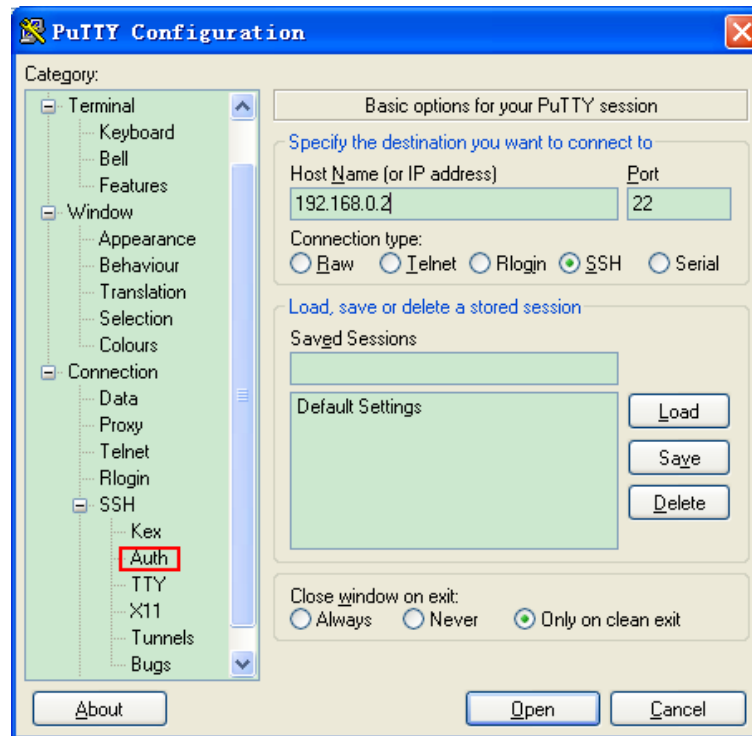 PuTTY Configuration
Category:
Terminal
Keyboard
Bell
Features
Window
Appearance
Behaviour
Translation
Selection
Colours
Connection
Data
Proxy
Telnet
Rlogin
SSH
Kex
Auth
TTY
X11
Tunnels
Bugs
Basic options for your PuTTY session
Specify the destination you want to connect to
Host Name (or IP address) Port
192.168.0.2 22
Connection type:
Raw Telnet Rlogin SSH Serial
Load, save or delete a stored session
Saved Sessions
Default Settings
Load
Save
Delete
Close window on exit:
Always Never Only on clean exit
About Open Cancel